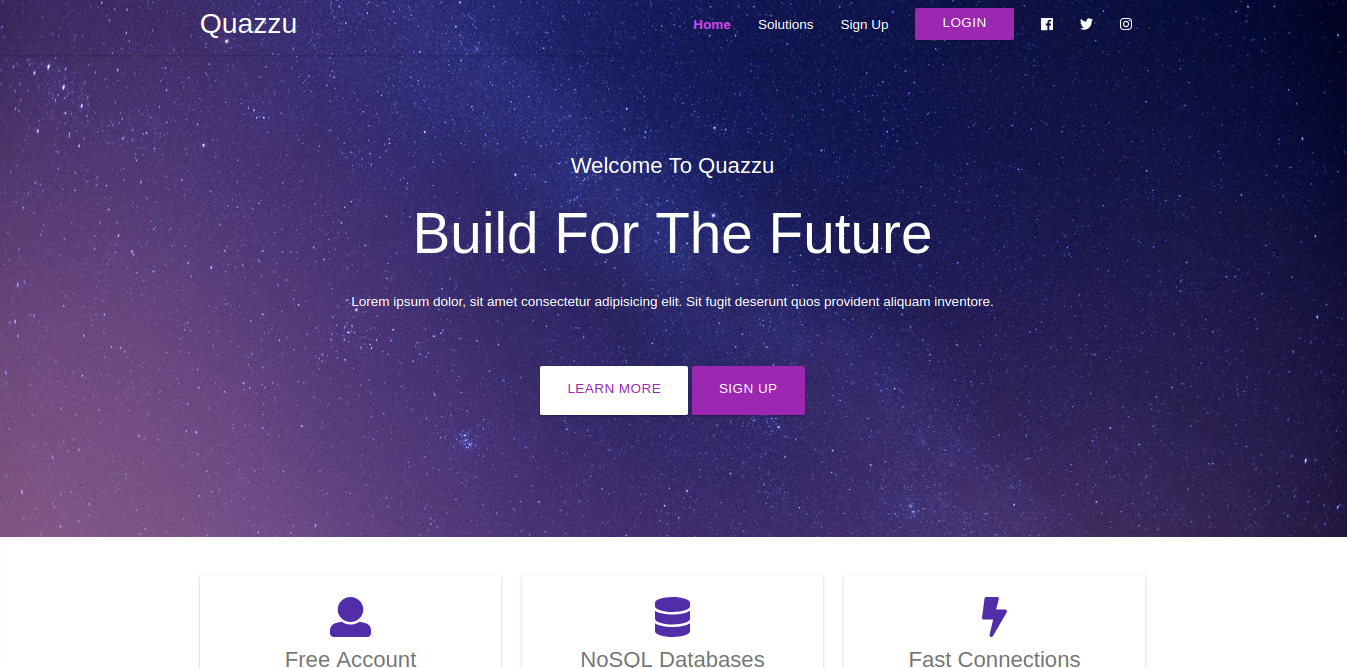 Quazzu
Home Solutions Sign Up LOGIN
Welcome To Quazzu
Build For The Future
Lorem ipsum dolor, sit amet consectetur adipisicing elit. Sit fugit deserunt quos provident aliquam inventore.
LEARN MORE SIGN UP
Free Account
NoSQL Databases
Fast Connections